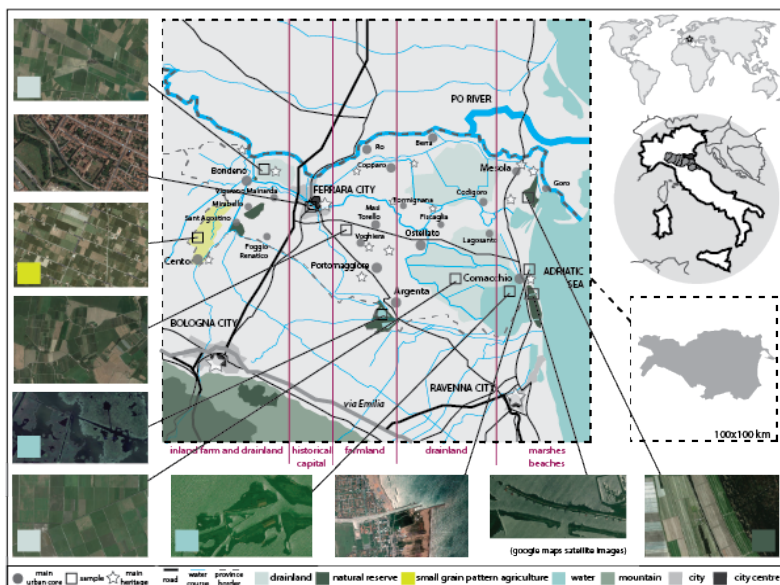 PO RIVER
Ro
Berra
Bondeno
Copparo
Mesola
Goro
Vigarano Mainarda
FERRARA CITY
Mirabello
Formignana
Codigoro
Sant Agostino
Masi
Torello
Fiscaglia
Voghiera
Ostellato
Lagosanto
Poggio
Renatico
Cento
Portomaggiore
Comacchio
ADRIATIC
SEA
Argenta
BOLOGNA CITY
RAVENNA CITY
via Emilia
100x100 km
inland farm and drainland
historical
capital
farmland
drainland
marshes
beaches
(google maps satellite images)
main
urban core
sample
main
heritage
road
water
course
province
border
drainland
natural reserve
small grain pattern agriculture
water
mountain
city
city centre